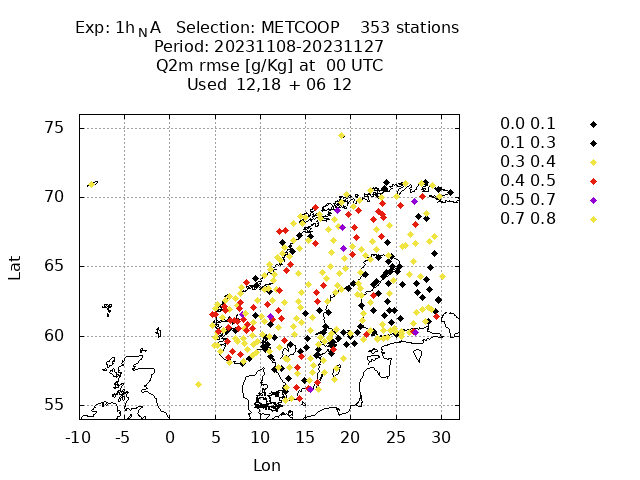 Exp: 1h_N A Selection: METCOOP 353 stations
Period: 20231108-20231127
Q2m rmse [g/Kg] at 00 UTC
Used 12,18 + 06 12
0.0 0.1
0.1 0.3
0.3 0.4
0.4 0.5
0.5 0.7
0.7 0.8
75
70
65
60
55
Lat
-10 -5 0 5 10 15 20 25 30
Lon